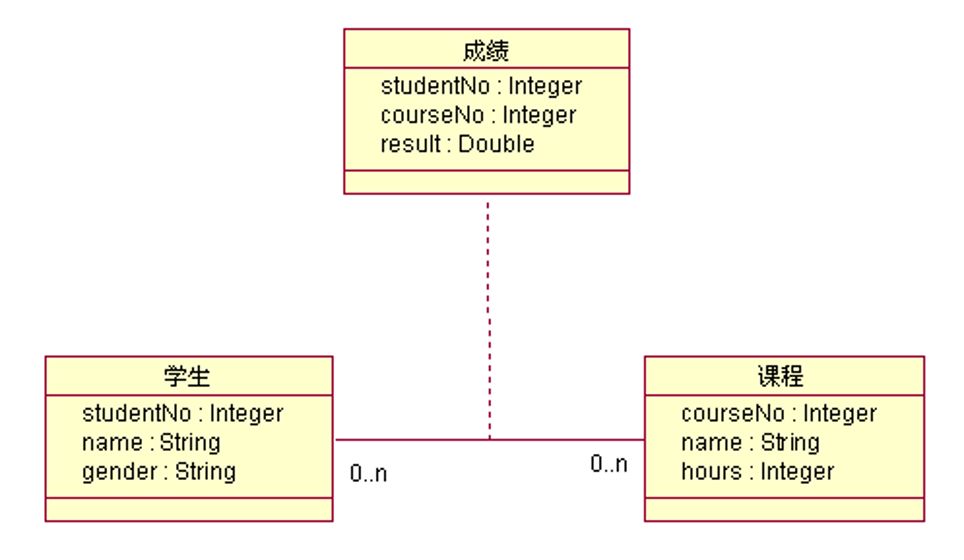 成绩
studentNo : Integer
courseNo : Integer
result : Double
学生
studentNo : Integer
name : String
gender : String
0..n
0..n
课程
courseNo : Integer
name : String
hours : Integer